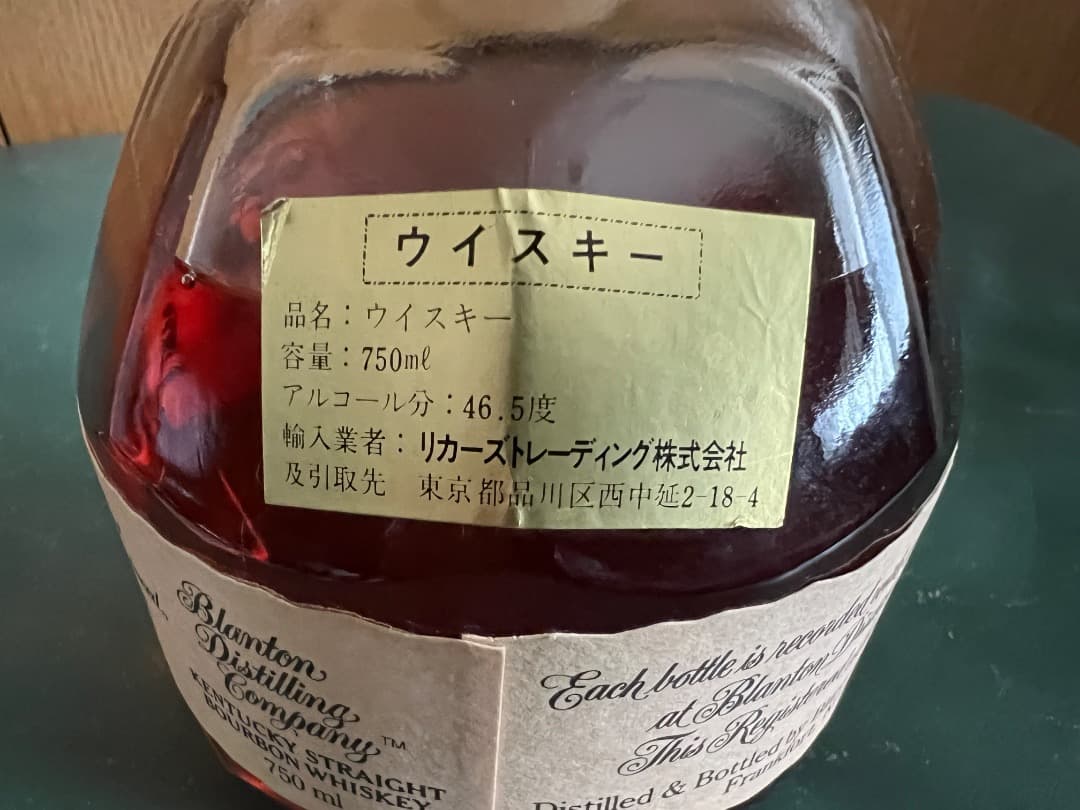 ウイスキー
品名：ウイスキー
容量：750mℓ
アルコール分：46.5度
輸入業者：リカーズトレーディング株式会社
及引取先 東京都品川区西中延2-18-4
Blanton
Distilling
Company™
KENTUCKY STRAIGHT
BOURBON WHISKEY
750 ml
Each bottle is recorded
at Blanton
This Registered
Distilled & Bottled by
Frankfort